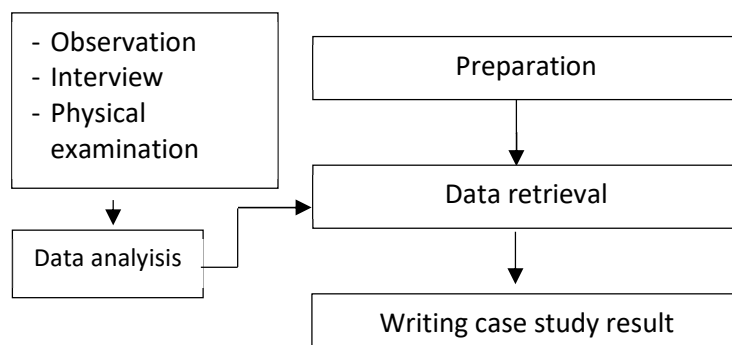 - Observation
- Interview
- Physical
examination
Data analyisis
Preparation
Data retrieval
Writing case study result